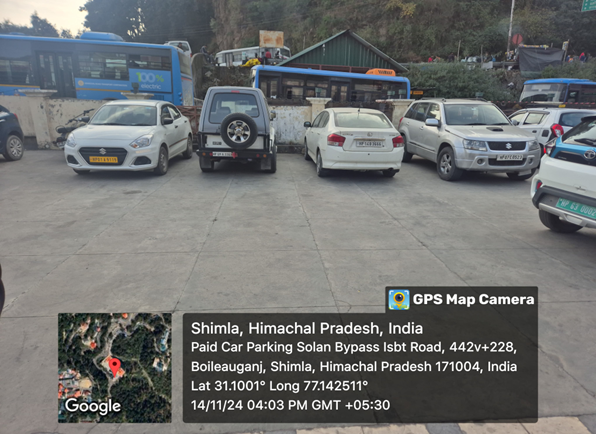 100%
GPS Map Camera
Shimla, Himachal Pradesh, India
Paid Car Parking Solan Bypass Isbt Road, 442v+228,
Boileauganj, Shimla, Himachal Pradesh 171004, India
Lat 31.1001° Long 77.142511°
14/11/24 04:03 PM GMT +05:30
Google